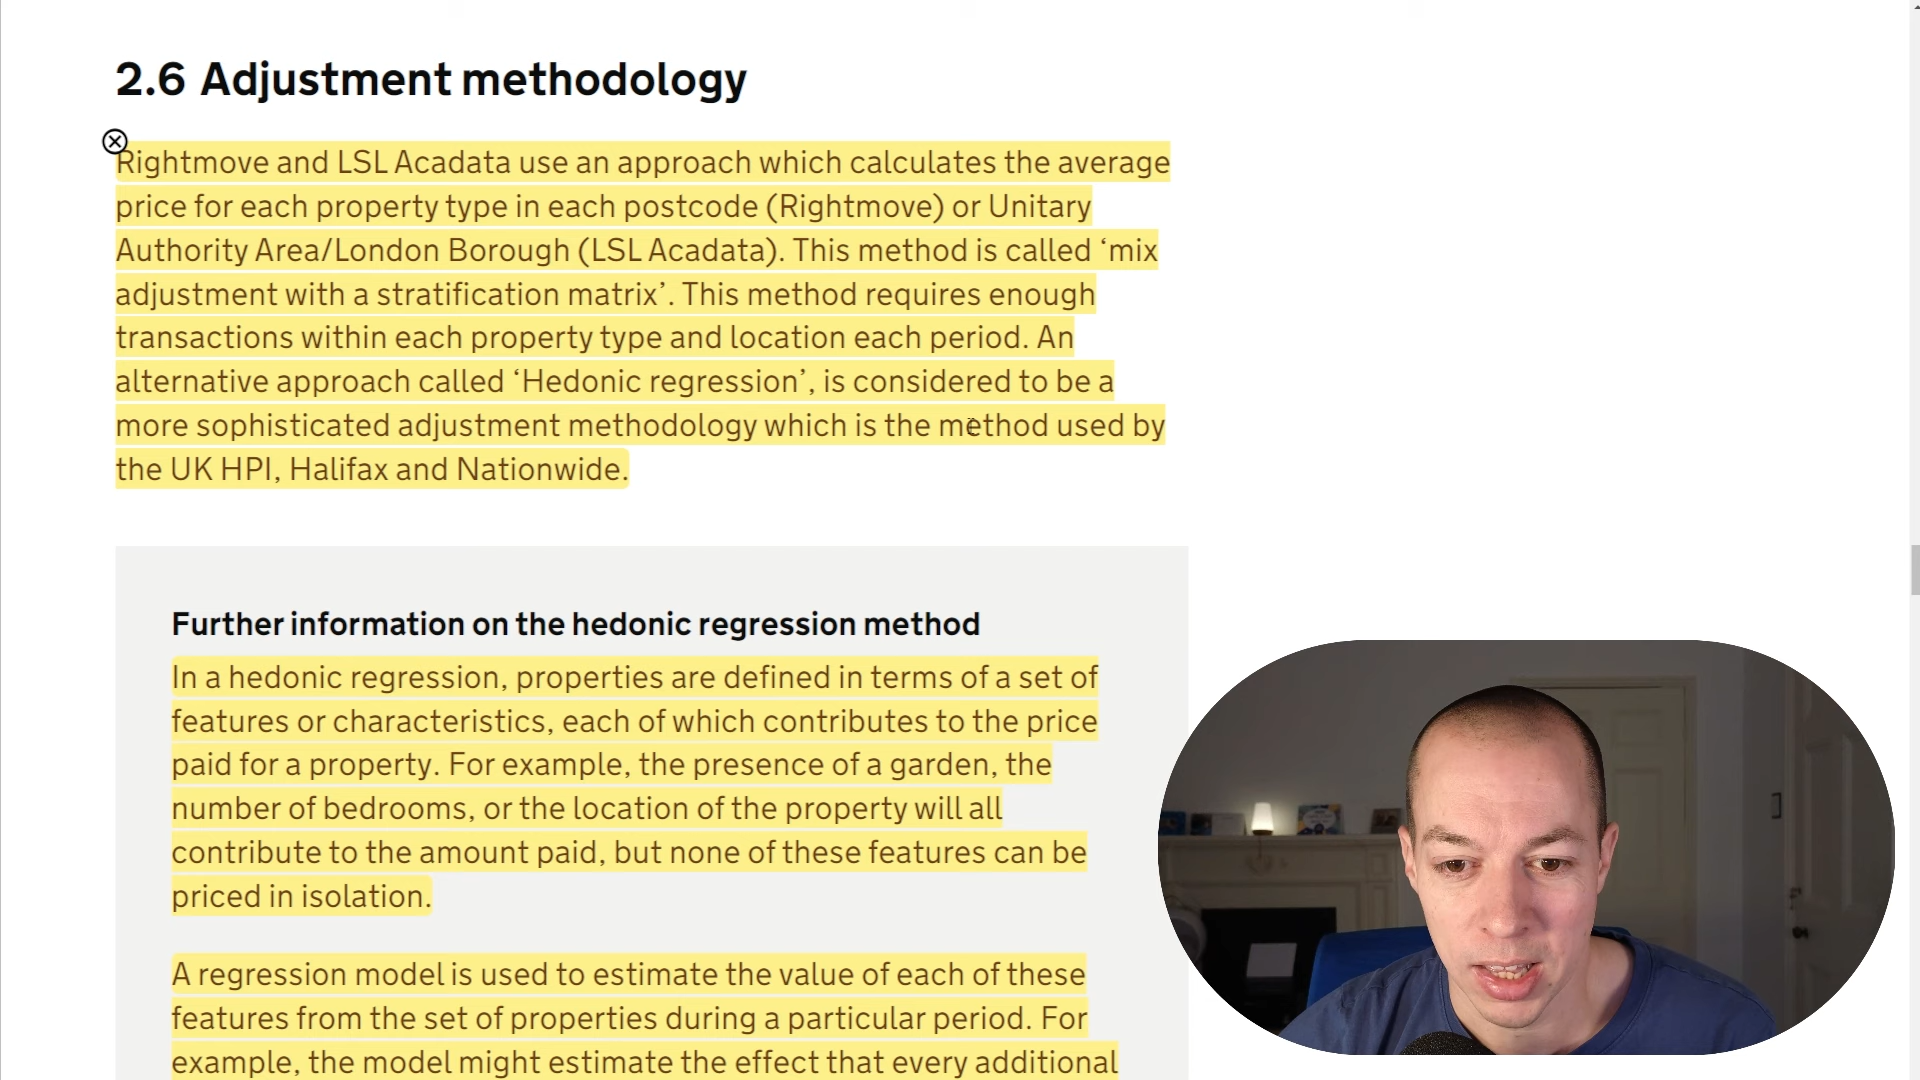 2.6 Adjustment methodology
Rightmove and LSL Acadata use an approach which calculates the average
price for each property type in each postcode (Rightmove) or Unitary
Authority Area/London Borough (LSL Acadata). This method is called ‘mix
adjustment with a stratification matrix’. This method requires enough
transactions within each property type and location each period. An
alternative approach called ‘Hedonic regression’, is considered to be a
more sophisticated adjustment methodology which is the method used by
the UK HPI, Halifax and Nationwide.
Further information on the hedonic regression method
In a hedonic regression, properties are defined in terms of a set of
features or characteristics, each of which contributes to the price
paid for a property. For example, the presence of a garden, the
number of bedrooms, or the location of the property will all
contribute to the amount paid, but none of these features can be
priced in isolation.
A regression model is used to estimate the value of each of these
features from the set of properties during a particular period. For
example, the model might estimate the effect that every additional